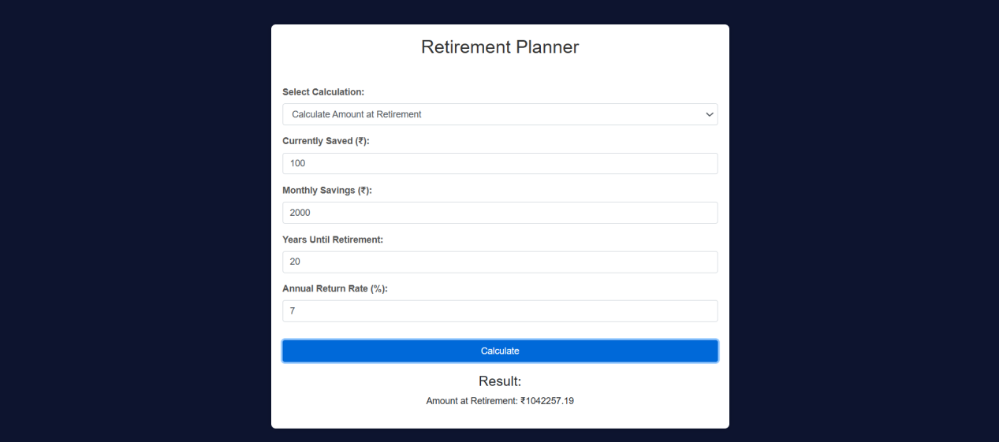 Retirement Planner
Select Calculation:
Calculate Amount at Retirement
Currently Saved (₹):
100
Monthly Savings (₹):
2000
Years Until Retirement:
20
Annual Return Rate (%):
7
Calculate
Result:
Amount at Retirement: ₹1042257.19